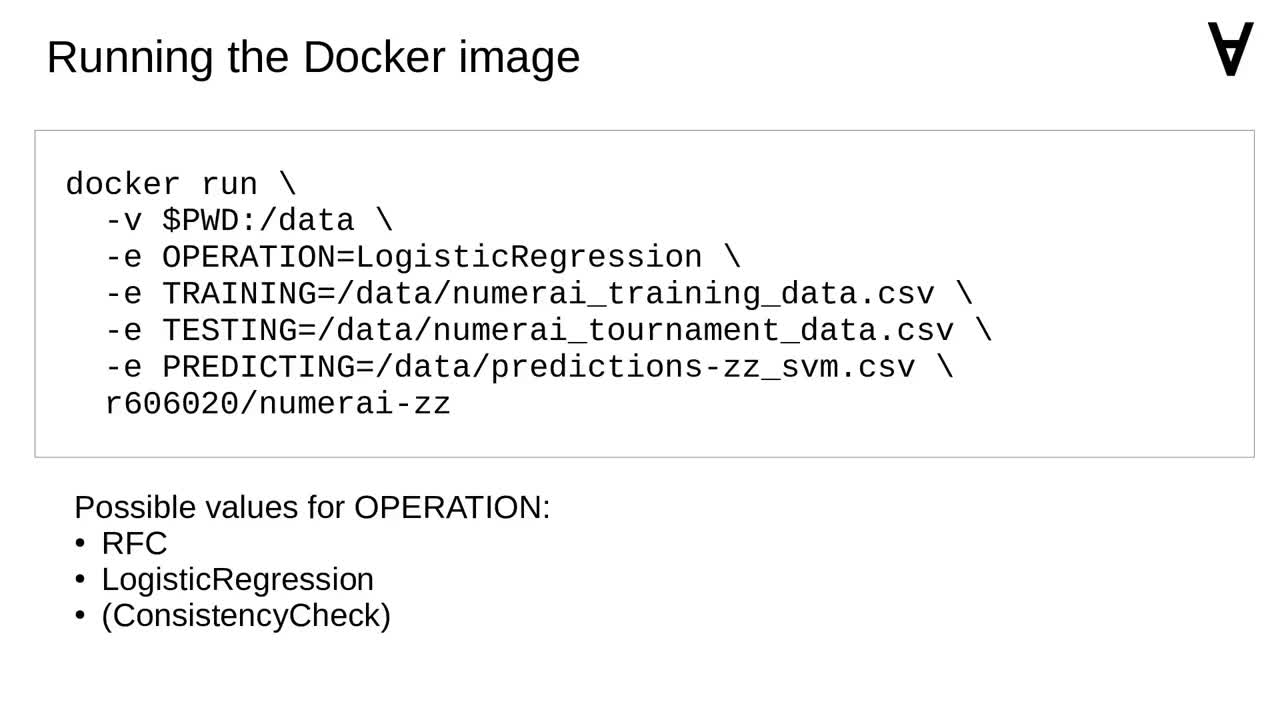 Running the Docker image
docker run \
-v $PWD:/data \
-e OPERATION=LogisticRegression \
-e TRAINING=/data/numerai_training_data.csv \
-e TESTING=/data/numerai_tournament_data.csv \
-e PREDICTING=/data/predictions-zz_svm.csv \
r606020/numerai-zz
Possible values for OPERATION:
• RFC
• LogisticRegression
• (ConsistencyCheck)